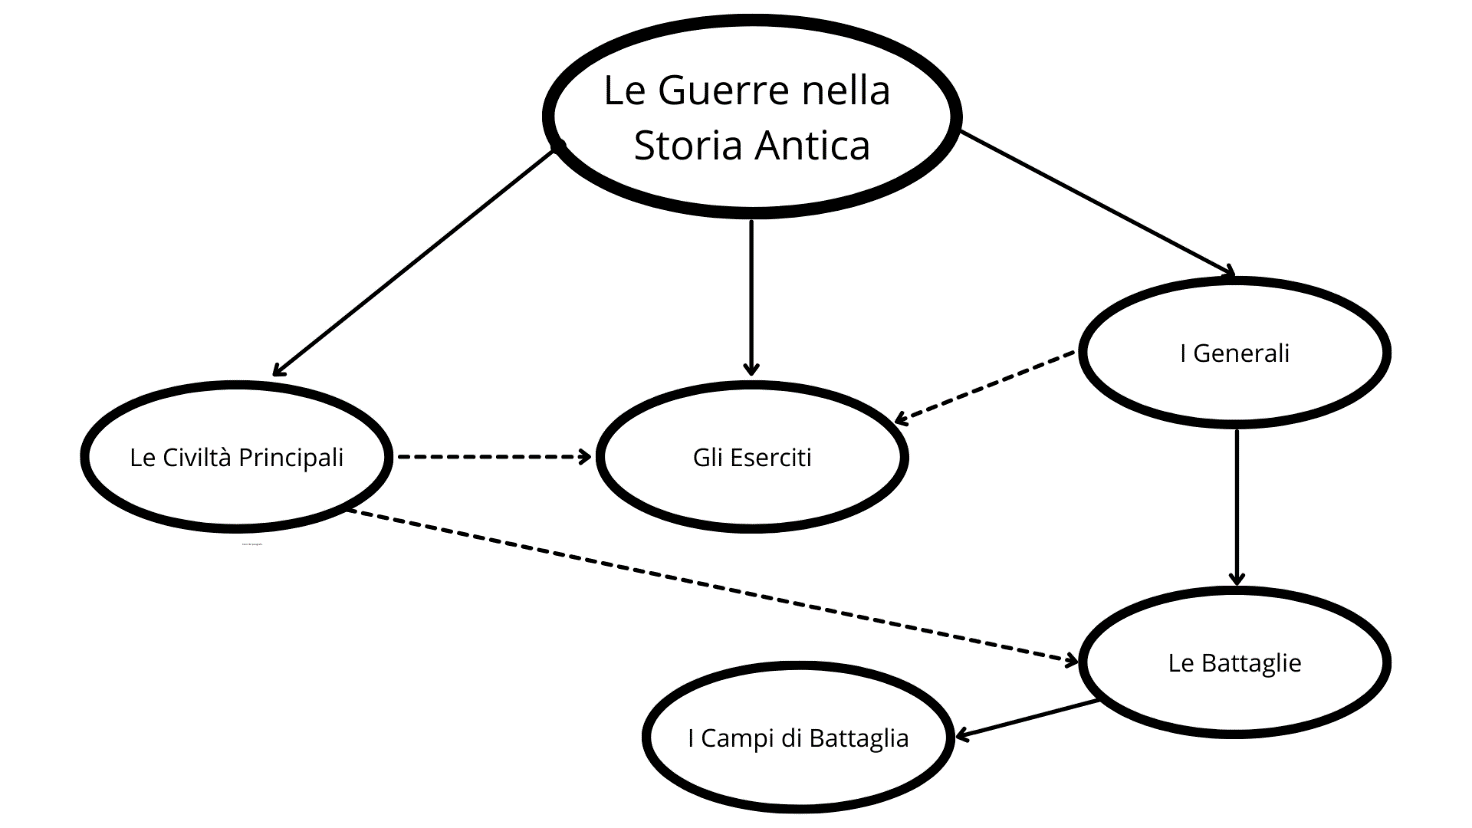 Le Guerre nella
Storia Antica
I Generali
Le Civiltà Principali
Gli Eserciti
Le Battaglie
I Campi di Battaglia